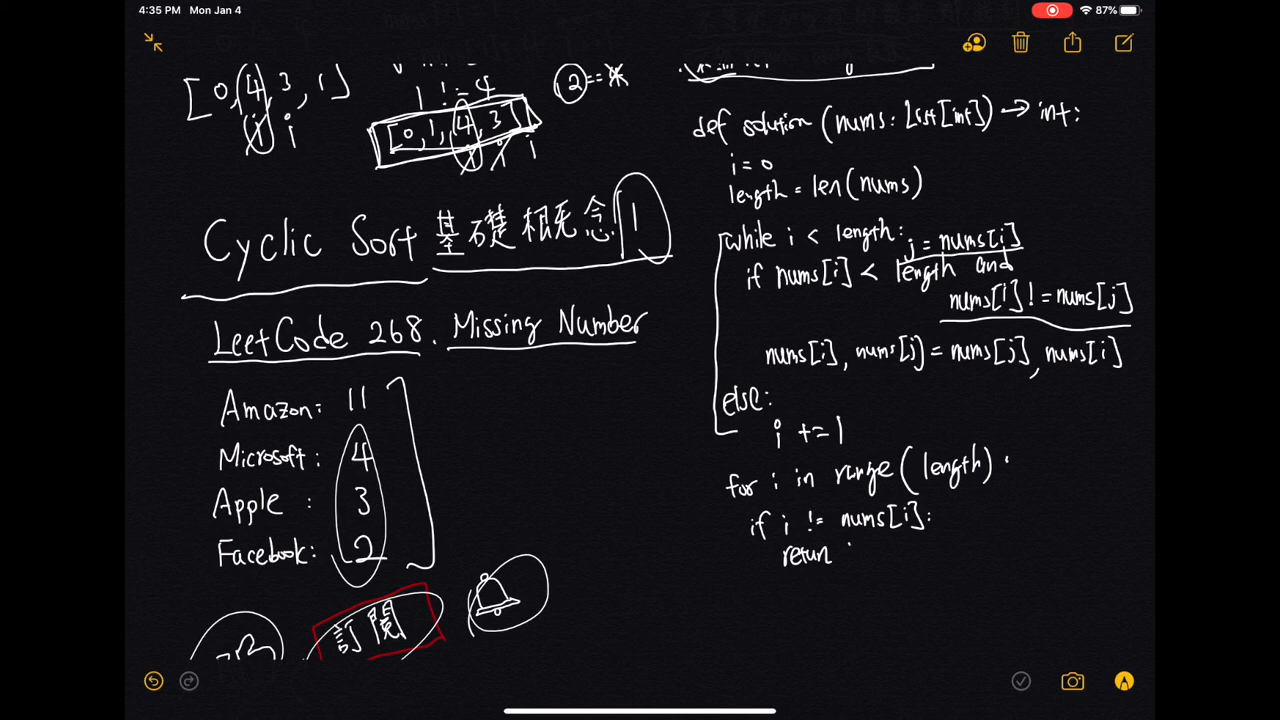 4:35 PM Mon Jan 4
87%
[0, 4, 3, 1]
i i
1 != 4
[0, 1, 4, 3]
i i i
2 ==
Cyclic Sort 基礎概念 1
LeetCode 268. Missing Number
Amazon: 11
Microsoft: 4
Apple : 3
Facebook: 2
訂閱
def solution (nums: List[int]) → int:
i = 0
length = len(nums)
while i < length:
j = nums[i]
if nums[i] < length and
nums[i] != nums[j]
nums[i], nums[j] = nums[j], nums[i]
else:
i += 1
for i in range (length)
if i != nums[i]:
return